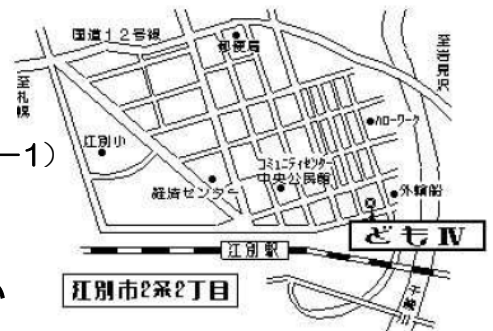 国道12号線
郵便局
至岩見沢
至札幌
ハローワーク
江別小
-1)
コミュニティセンター
中央公民館
経済センター
外輪船
ども Ⅳ
江別駅
江別市2条2丁目
千歳川
い